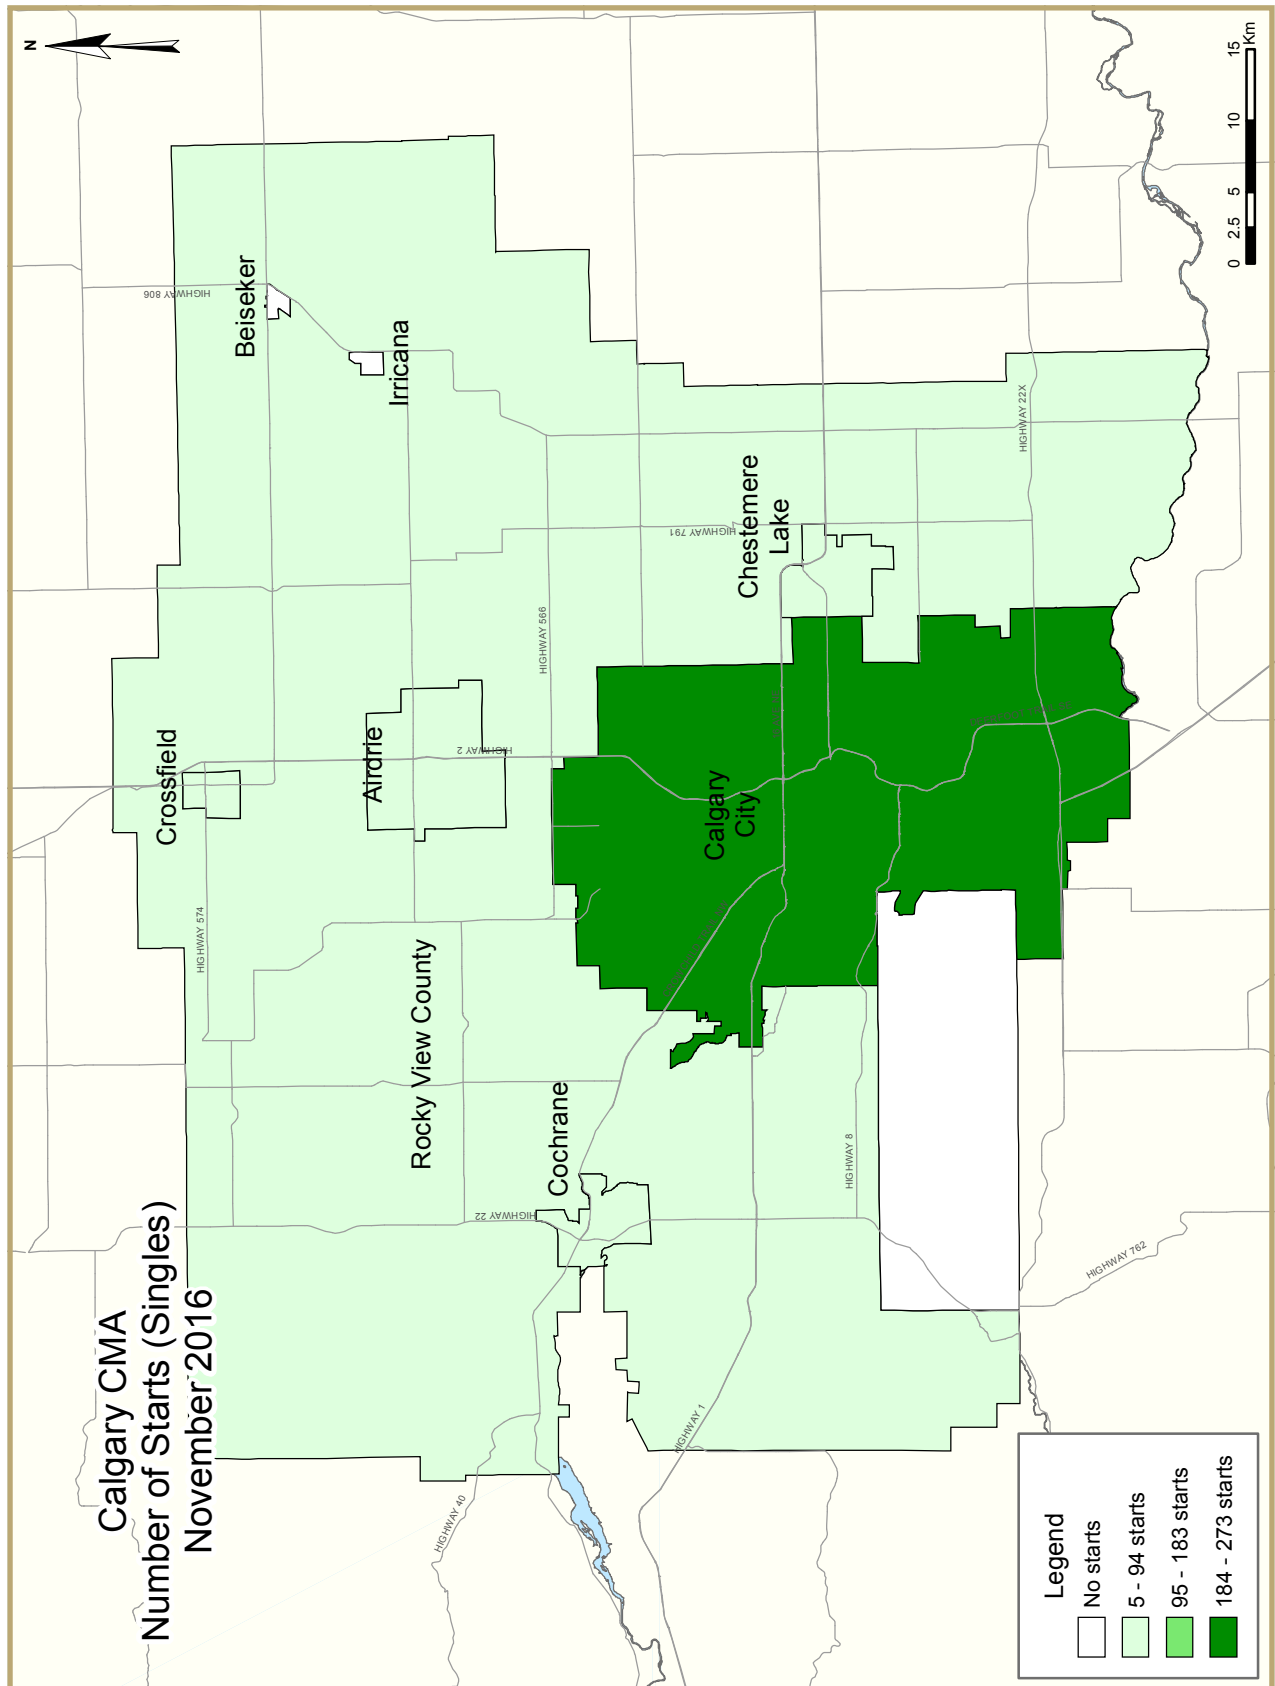 Calgary CMA
Number of Starts (Singles)
November 2016
N
Crossfield
Beiseker
Irricana
Airdrie
Rocky View County
Cochrane
Chestemere
Lake
Calgary
City
HIGHWAY 806
HIGHWAY 574
HIGHWAY 2
HIGHWAY 566
HIGHWAY 791
HIGHWAY 22X
HIGHWAY 22
HIGHWAY 8
HIGHWAY 1
HIGHWAY 40
HIGHWAY 762
Legend
No starts
5 - 94 starts
95 - 183 starts
184 - 273 starts
0 2.5 5 10 15
Km